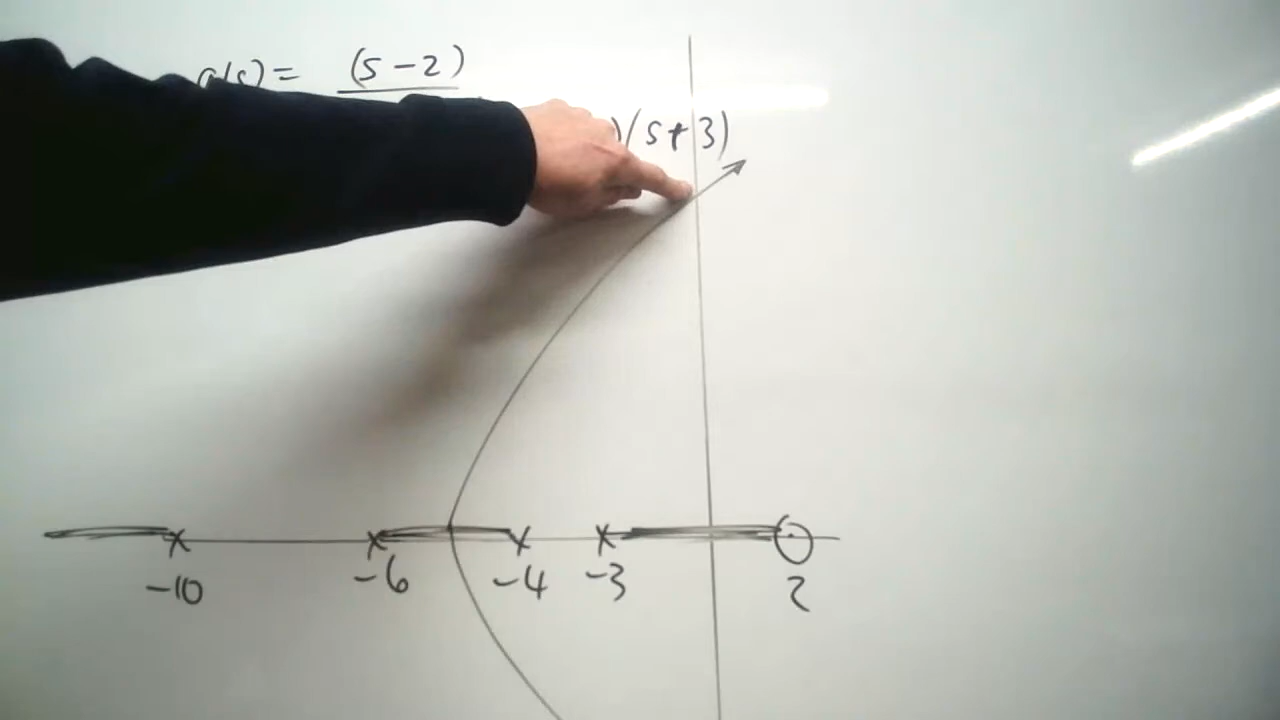 G(s) = (s-2)
)(s+3)
-10 -6 -4 -3 2